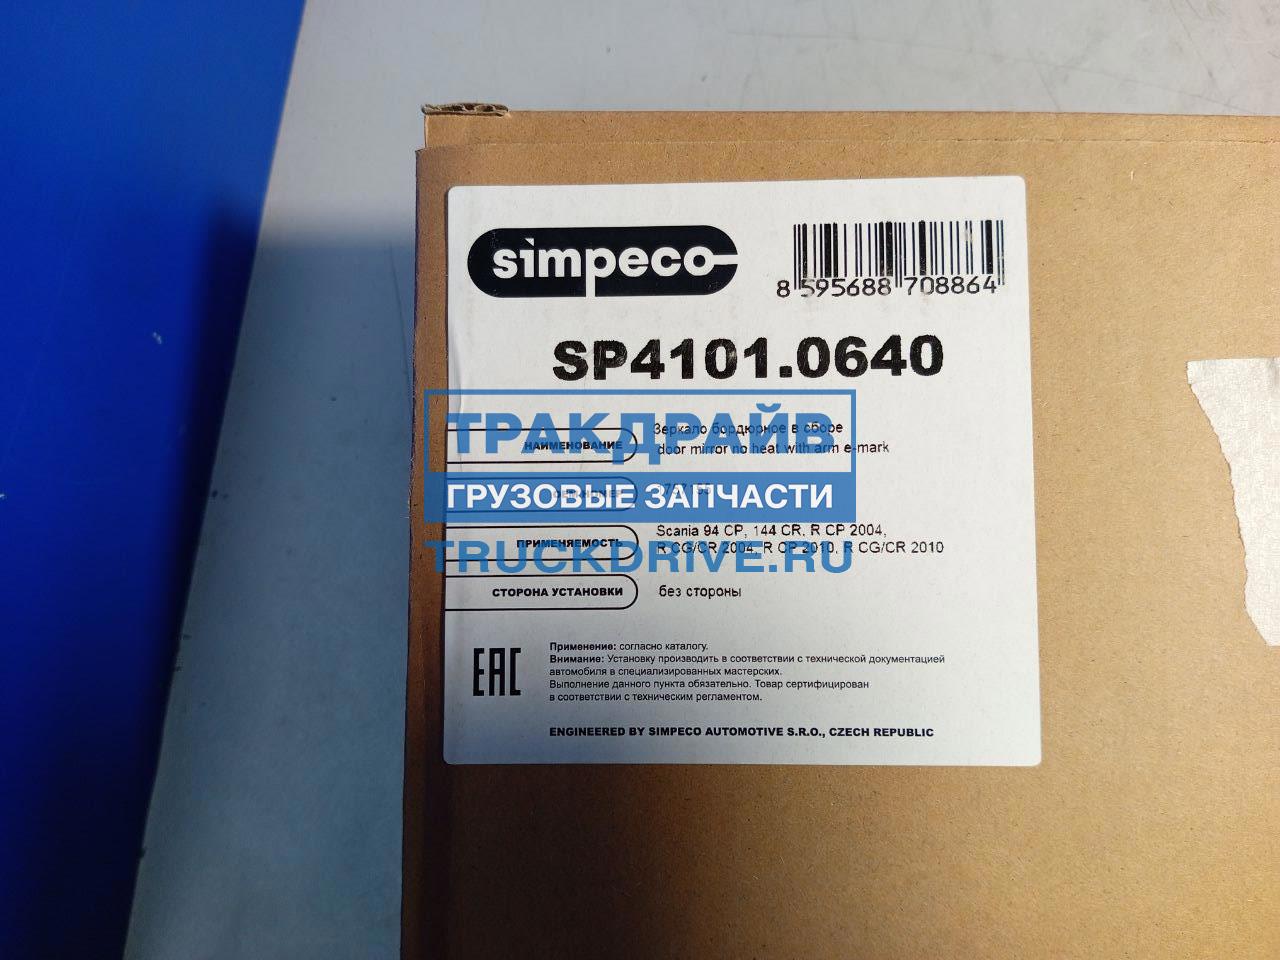 simpeco
8 595688 708864
SP4101.0640
ТРАКДРАЙВ
НАИМЕНОВАНИЕ
Зеркало бордюрное в сборе
door mirror no heat with arm e-mark
ГРУЗОВЫЕ ЗАПЧАСТИ
ПРИМЕНЯЕМОСТЬ
Scania 94 CP, 144 CR, R CP 2004,
R CG/CR 2004, R CP 2010, R CG/CR 2010
TRUCKDRIVE.RU
СТОРОНА УСТАНОВКИ
без стороны
EAC
Применение: согласно каталогу.
Внимание: Установку производить в соответствии с технической документацией
автомобиля в специализированных мастерских.
Выполнение данного пункта обязательно. Товар сертифицирован
в соответствии с техническим регламентом.
ENGINEERED BY SIMPECO AUTOMOTIVE S.R.O., CZECH REPUBLIC